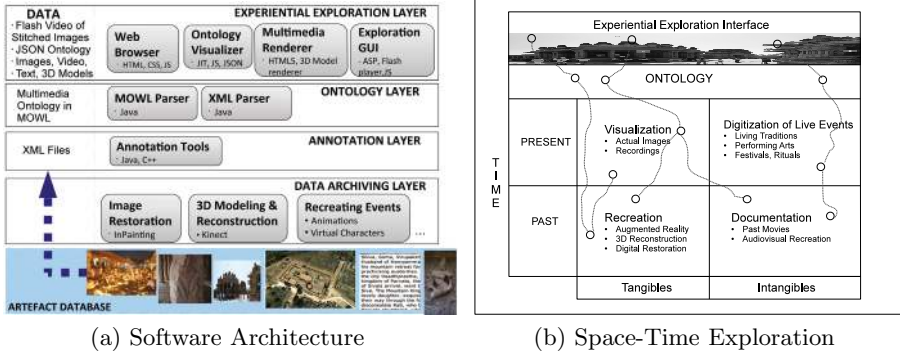 DATA
· Flash Video of
Stitched Images
· JSON Ontology
· Images, Video,
Text, 3D Models
EXPERIENTIAL EXPLORATION LAYER
Web
Browser
· HTML, CSS, JS
Ontology
Visualizer
· JIT, JS, JSON
Multimedia
Renderer
· HTML5, 3D Model
renderer
Exploration
GUI
· ASP, Flash
player,JS
Multimedia
Ontology in
MOWL
ONTOLOGY LAYER
MOWL Parser
· Java
XML Parser
· Java
XML Files
ANNOTATION LAYER
Annotation Tools
· Java, C++
DATA ARCHIVING LAYER
Image
Restoration
· InPainting
3D Modeling &
Reconstruction
· Kinect
Recreating Events
· Animations
· Virtual Characters
...
ARTEFACT DATABASE
(a) Software Architecture
Experiential Exploration Interface
ONTOLOGY
TIME
PRESENT
Visualization
• Actual Images
• Recordings
Digitization of Live Events
• Living Traditions
• Performing Arts
• Festivals, Rituals
PAST
Recreation
• Augmented Reality
• 3D Reconstruction
• Digital Restoration
Documentation
• Past Movies
• Audiovisual Recreation
Tangibles
Intangibles
(b) Space-Time Exploration